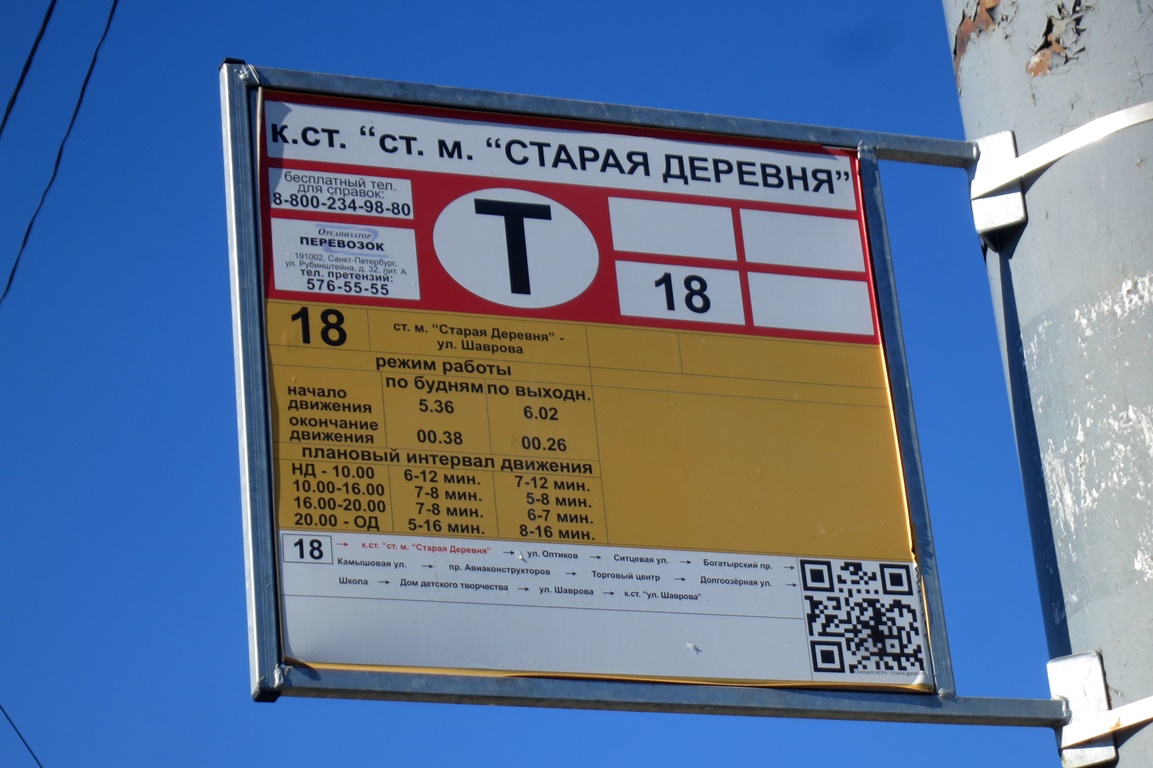 к.ст. “ст. м. “СТАРАЯ ДЕРЕВНЯ”
бесплатный тел.
для справок:
8-800-234-98-80
ОРГАНИЗАТОР
ПЕРЕВОЗОК
191002, Санкт-Петербург,
ул. Рубинштейна, д. 32, лит. А
тел. претензий:
576-55-55
Т
18
18
ст. м. "Старая Деревня" -
ул. Шаврова
режим работы
по будням по выходн.
начало
движения 5.36 6.02
окончание
движения 00.38 00.26
плановый интервал движения
НД - 10.00 6-12 мин. 7-12 мин.
10.00-16.00 7-8 мин. 5-8 мин.
16.00-20.00 7-8 мин. 6-7 мин.
20.00 - ОД 5-16 мин. 8-16 мин.
18 → к.ст. "ст. м. "Старая Деревня" → ул. Оптиков → Ситцевая ул. → Богатырский пр. →
Камышовая ул. → пр. Авиаконструкторов → Торговый центр → Долгоозёрная ул. →
Школа → Дом детского творчества → ул. Шаврова → к.ст. "ул. Шаврова"